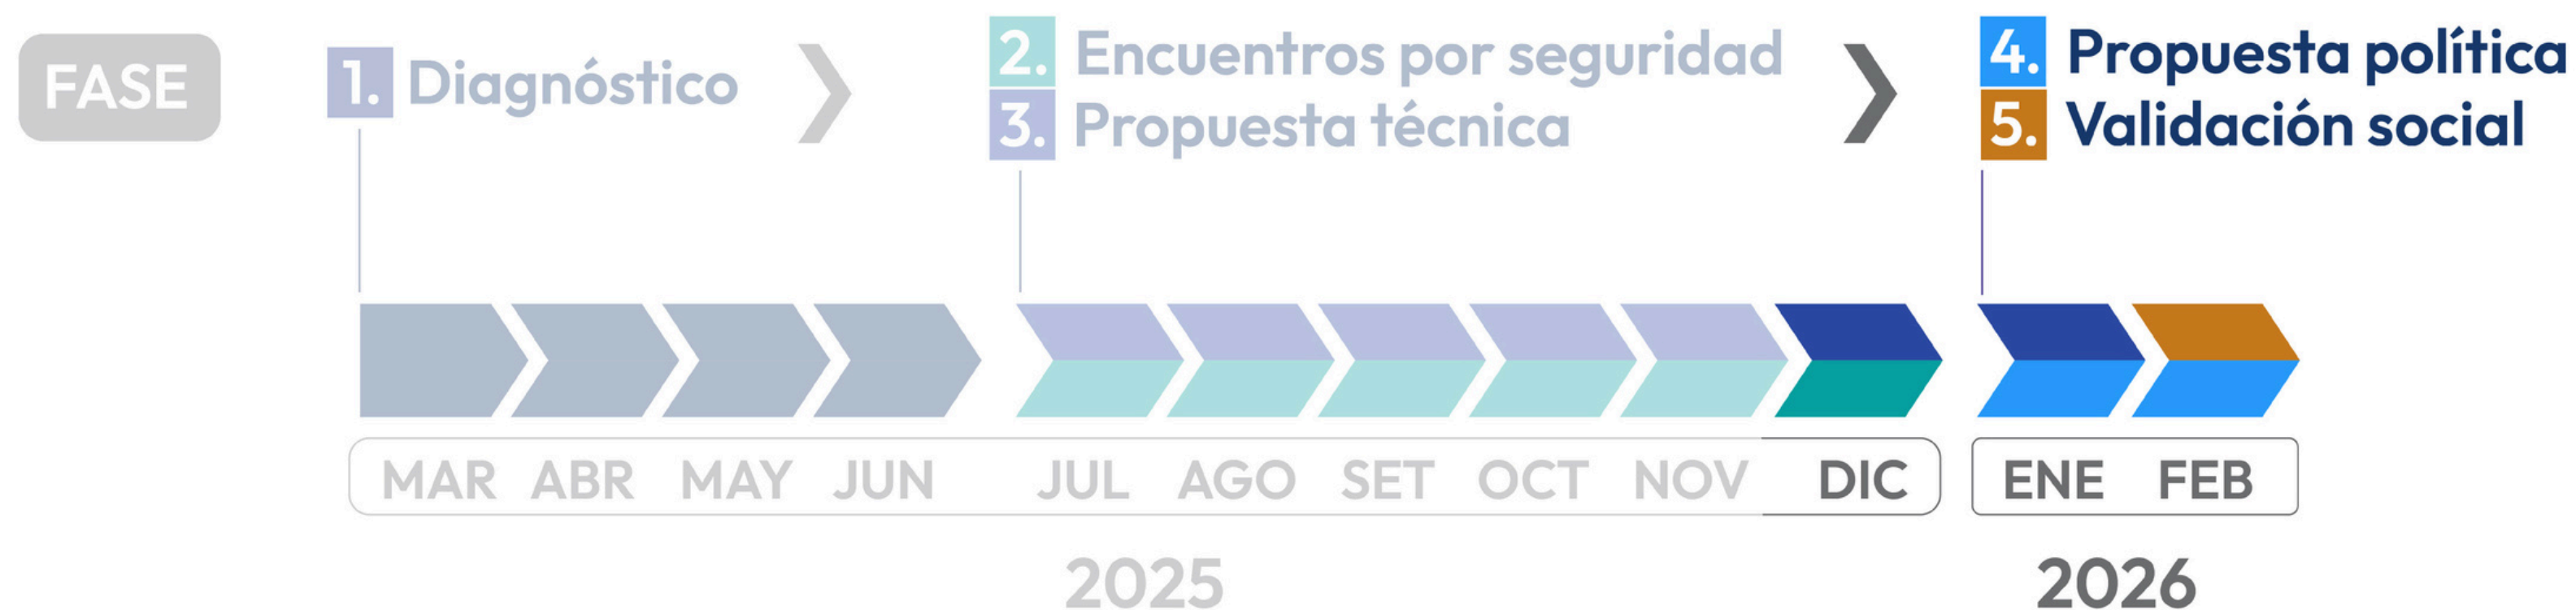 FASE
1. Diagnóstico
2. Encuentros por seguridad
3. Propuesta técnica
4. Propuesta política
5. Validación social
MAR ABR MAY JUN JUL AGO SET OCT NOV DIC ENE FEB
2025 2026